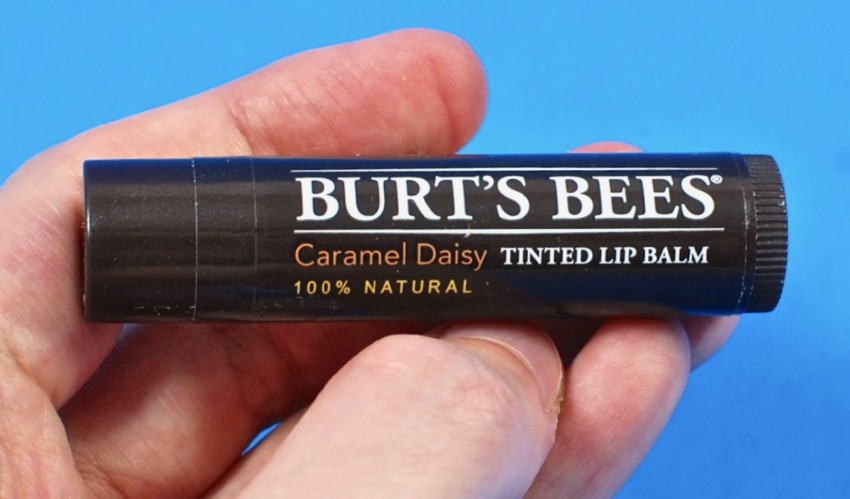 BURT'S BEES®
Caramel Daisy TINTED LIP BALM
100% NATURAL